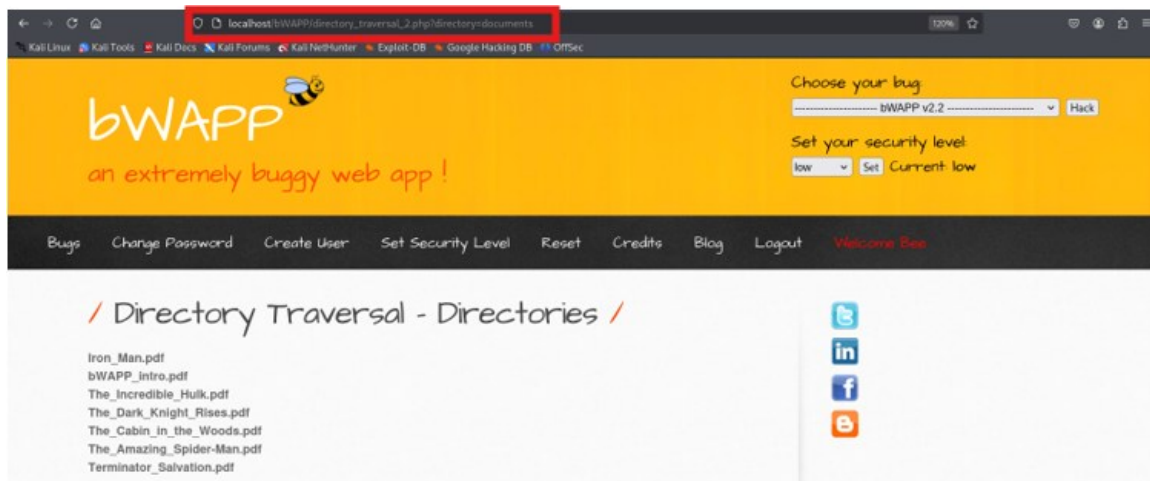 localhost/bWAPP/directory_traversal_2.php?directory=documents
120%
Kali Linux Kali Tools Kali Docs Kali Forums Kali NetHunter Exploit-DB Google Hacking DB OffSec
bWAPP
an extremely buggy web app !
Choose your bug:
---------------------- bWAPP v2.2 ----------------------- Hack
Set your security level:
low Set Current: low
Bugs Change Password Create User Set Security Level Reset Credits Blog Logout Welcome Bee
/ Directory Traversal - Directories /
Iron_Man.pdf
bWAPP_intro.pdf
The_Incredible_Hulk.pdf
The_Dark_Knight_Rises.pdf
The_Cabin_in_the_Woods.pdf
The_Amazing_Spider-Man.pdf
Terminator_Salvation.pdf
in
f